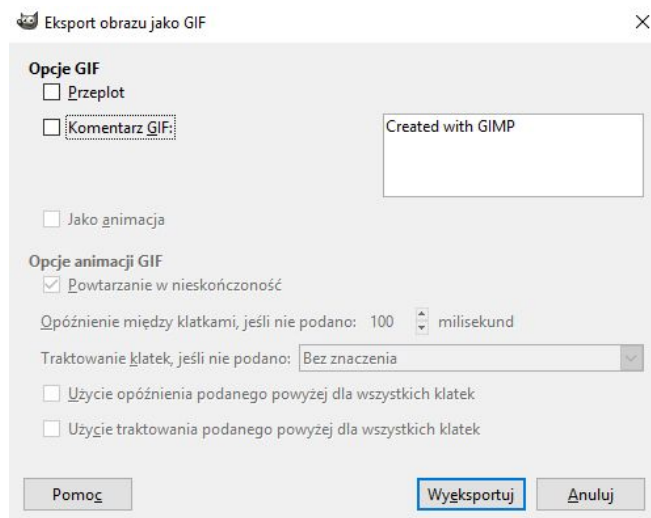 Eksport obrazu jako GIF
Opcje GIF
Przeplot
Komentarz GIF:
Created with GIMP
Jako animacja
Opcje animacji GIF
Powtarzanie w nieskończoność
Opóźnienie między klatkami, jeśli nie podano: 100 milisekund
Traktowanie klatek, jeśli nie podano: Bez znaczenia
Użycie opóźnienia podanego powyżej dla wszystkich klatek
Użycie traktowania podanego powyżej dla wszystkich klatek
Pomoc Wyeksportuj Anuluj